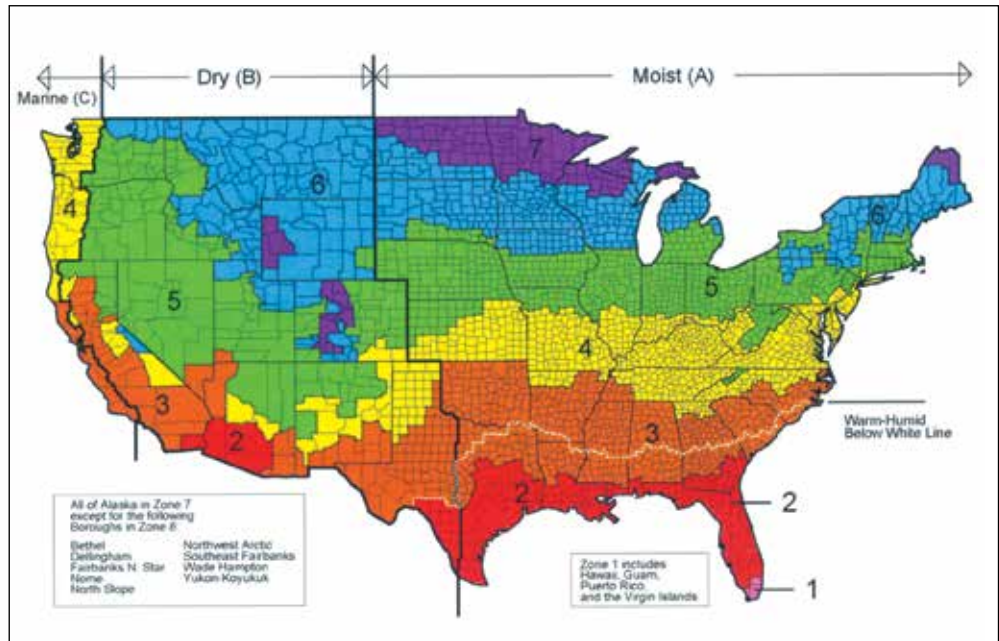 Marine (C)
Dry (B)
Moist (A)
7
6
6
4
5
5
4
3
3
2
2
2
1
Warm-Humid
Below White Line
All of Alaska in Zone 7
except for the following
Boroughs in Zone 8
Bethel Northwest Arctic
Dellingham Southeast Fairbanks
Fairbanks N. Star Wade Hampton
Nome Yukon-Koyukuk
North Slope
Zone 1 includes
Hawaii, Guam,
Puerto Rico,
and the Virgin Islands